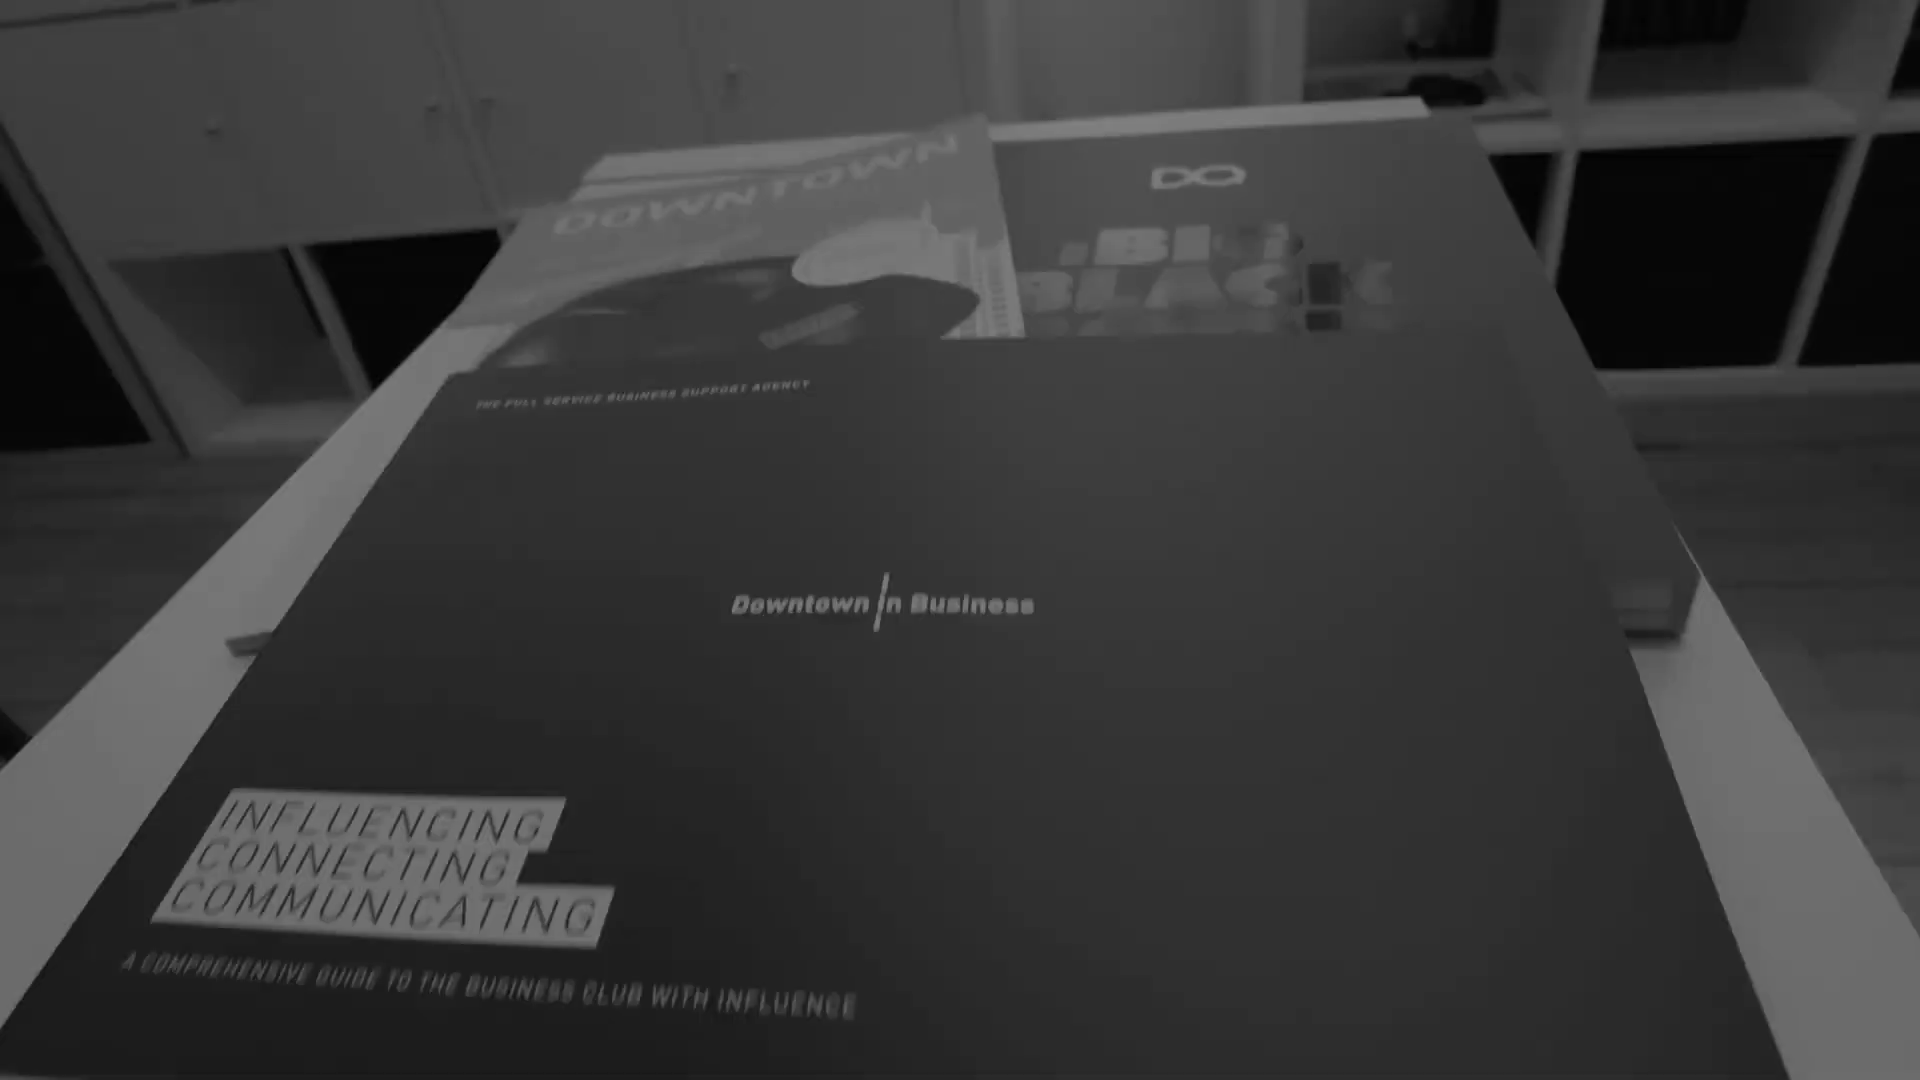 DOWNTOWN
DO
THE FULL SERVICE BUSINESS SUPPORT AGENCY
Downtown in Business
INFLUENCING
CONNECTING
COMMUNICATING
A COMPREHENSIVE GUIDE TO THE BUSINESS CLUB WITH INFLUENCE